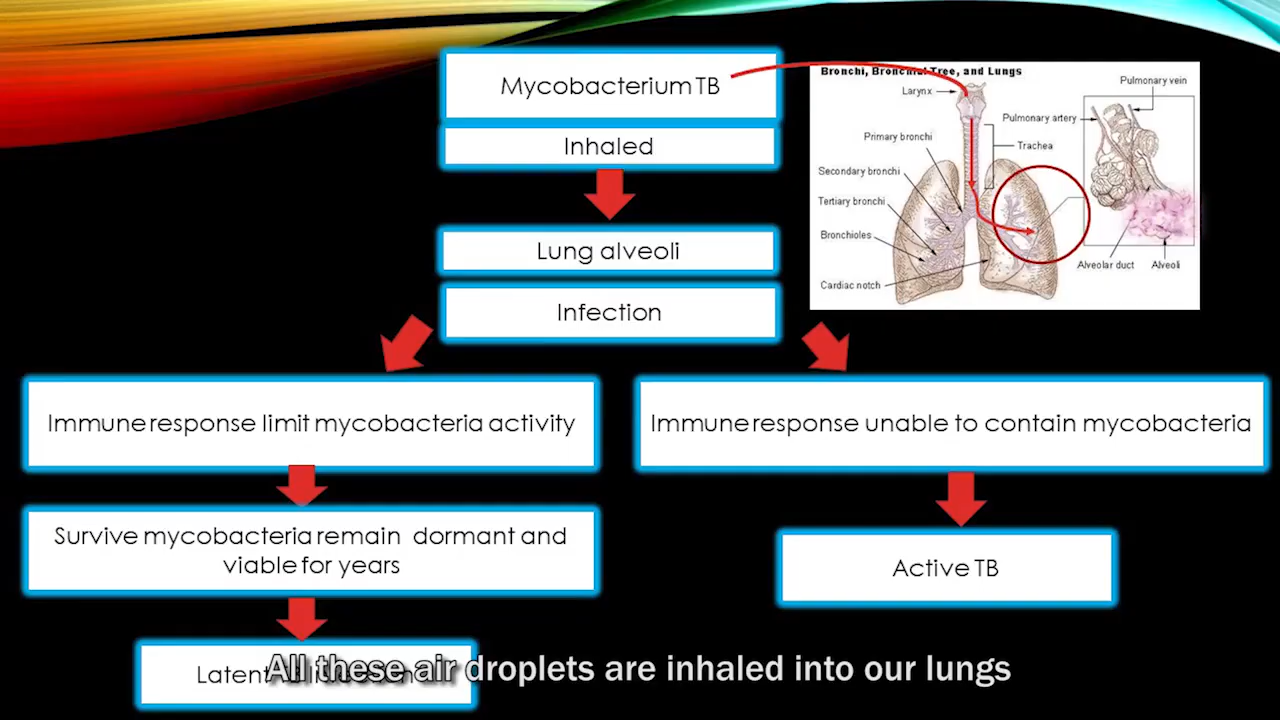 Mycobacterium TB
Inhaled
Lung alveoli
Infection
Immune response limit mycobacteria activity
Immune response unable to contain mycobacteria
Survive mycobacteria remain dormant and
viable for years
Active TB
Latent
All these air droplets are inhaled into our lungs
Bronchi, Bronchial Tree, and Lungs
Larynx
Primary bronchi
Secondary bronchi
Tertiary bronchi
Bronchioles
Cardiac notch
Trachea
Pulmonary vein
Pulmonary artery
Alveolar duct
Alveoli